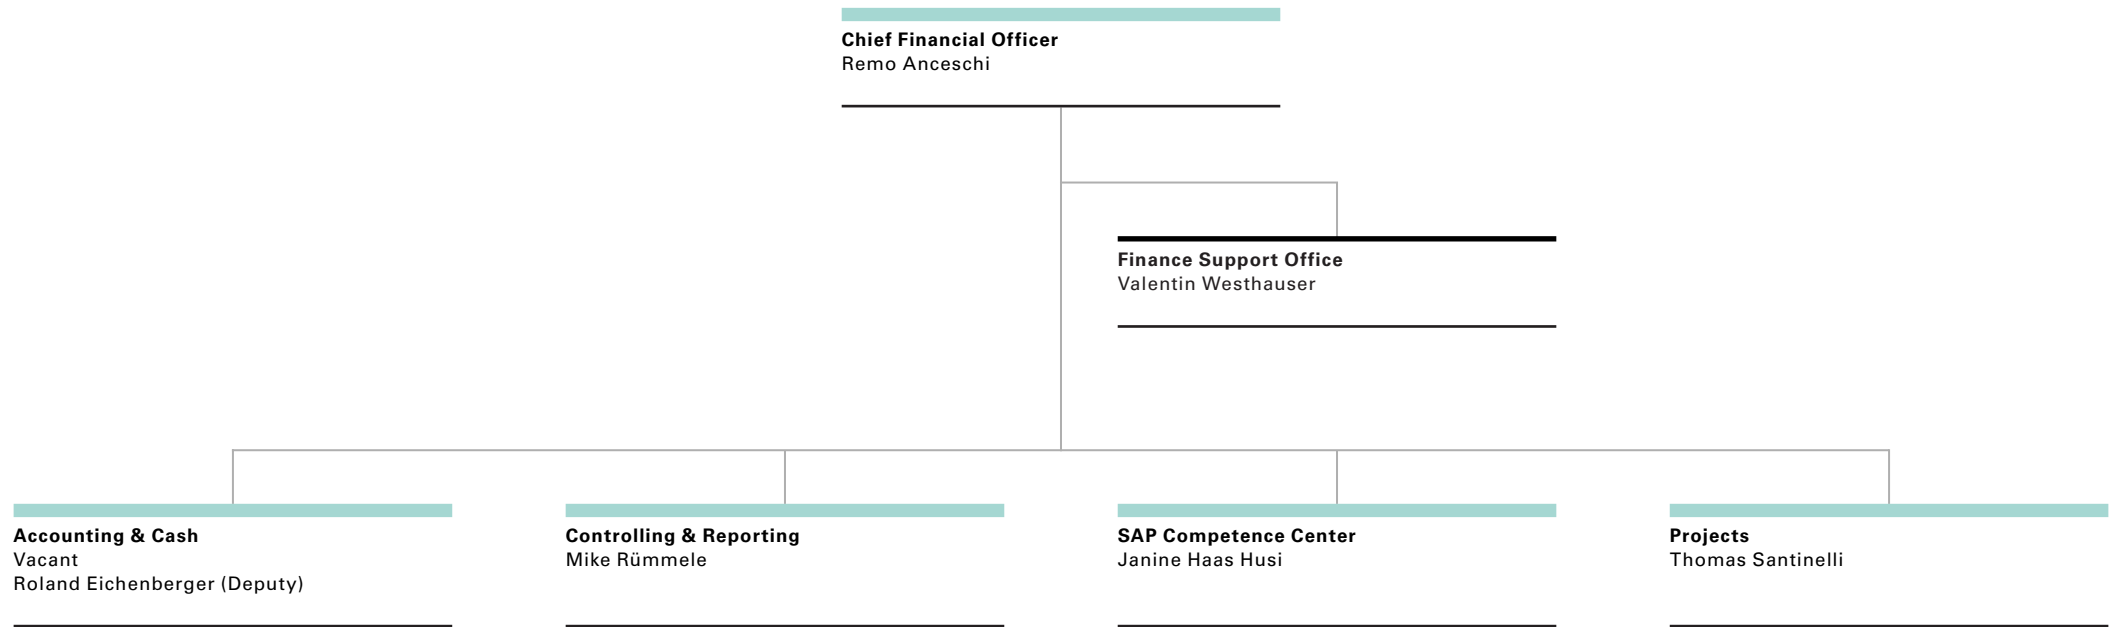 Chief Financial Officer
Remo Anceschi
Finance Support Office
Valentin Westhauser
Accounting & Cash
Vacant
Roland Eichenberger (Deputy)
Controlling & Reporting
Mike Rümmele
SAP Competence Center
Janine Haas Husi
Projects
Thomas Santinelli